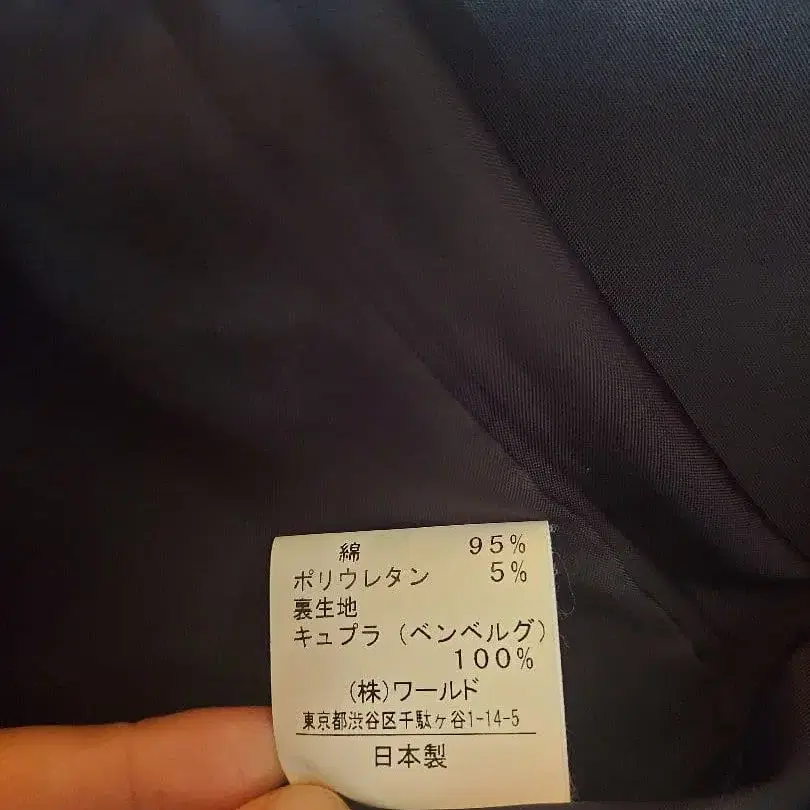 綿 95%
ポリウレタン 5%
裏生地
キュプラ (ベンベルグ)
100%
(株)ワールド
東京都渋谷区千駄ヶ谷1-14-5
日本製